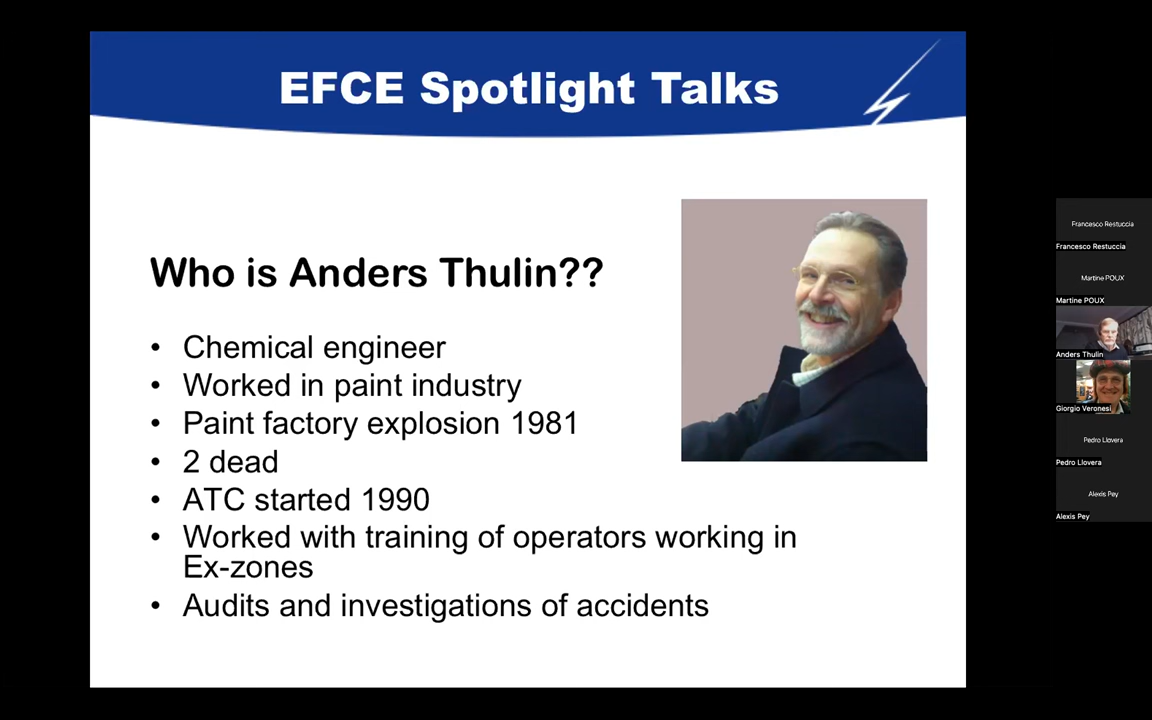 EFCE Spotlight Talks
Who is Anders Thulin??
• Chemical engineer
• Worked in paint industry
• Paint factory explosion 1981
• 2 dead
• ATC started 1990
• Worked with training of operators working in
Ex-zones
• Audits and investigations of accidents
Francesco Restuccia
Francesco Restuccia
Martine POUX
Martine POUX
Anders Thulin
Giorgio Veronesi
Pedro Llovera
Pedro Llovera
Alexis Pey
Alexis Pey